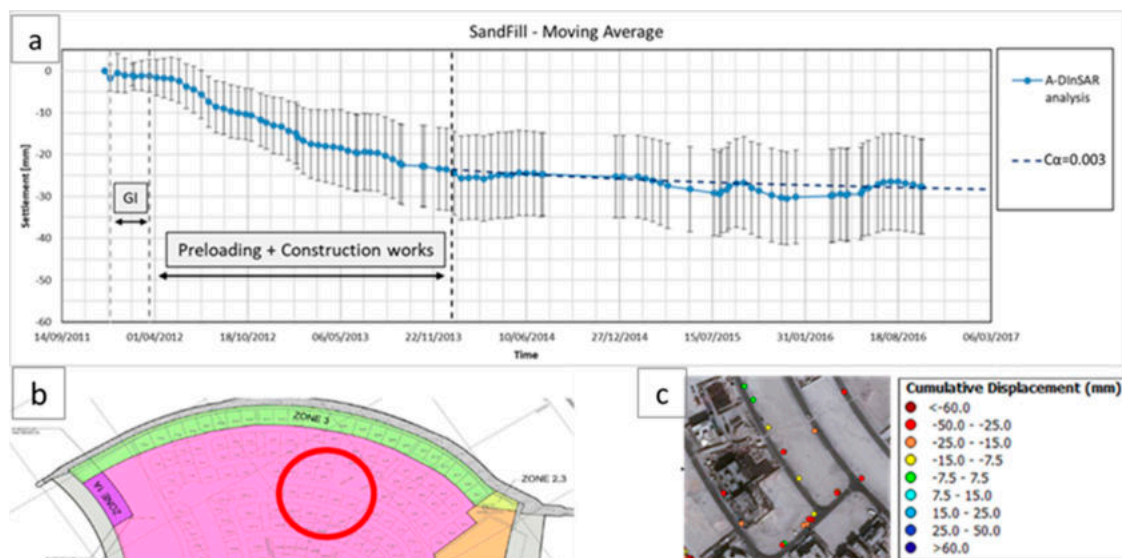 a
SandFill - Moving Average
0
-10
-20
-30
-40
-50
-60
Settlement [mm]
GI
Preloading + Construction works
14/09/2011 01/04/2012 18/10/2012 06/05/2013 22/11/2013 10/06/2014 27/12/2014 15/07/2015 31/01/2016 18/08/2016 06/03/2017
Time
A-DInSAR
analysis
Cα=0.003
b
ZONE 3
ZONE 1A
ZONE 2.3
c
Cumulative Displacement (mm)
<-60.0
-50.0 - -25.0
-25.0 - -15.0
-15.0 - -7.5
-7.5 - 7.5
7.5 - 15.0
15.0 - 25.0
25.0 - 50.0
>60.0